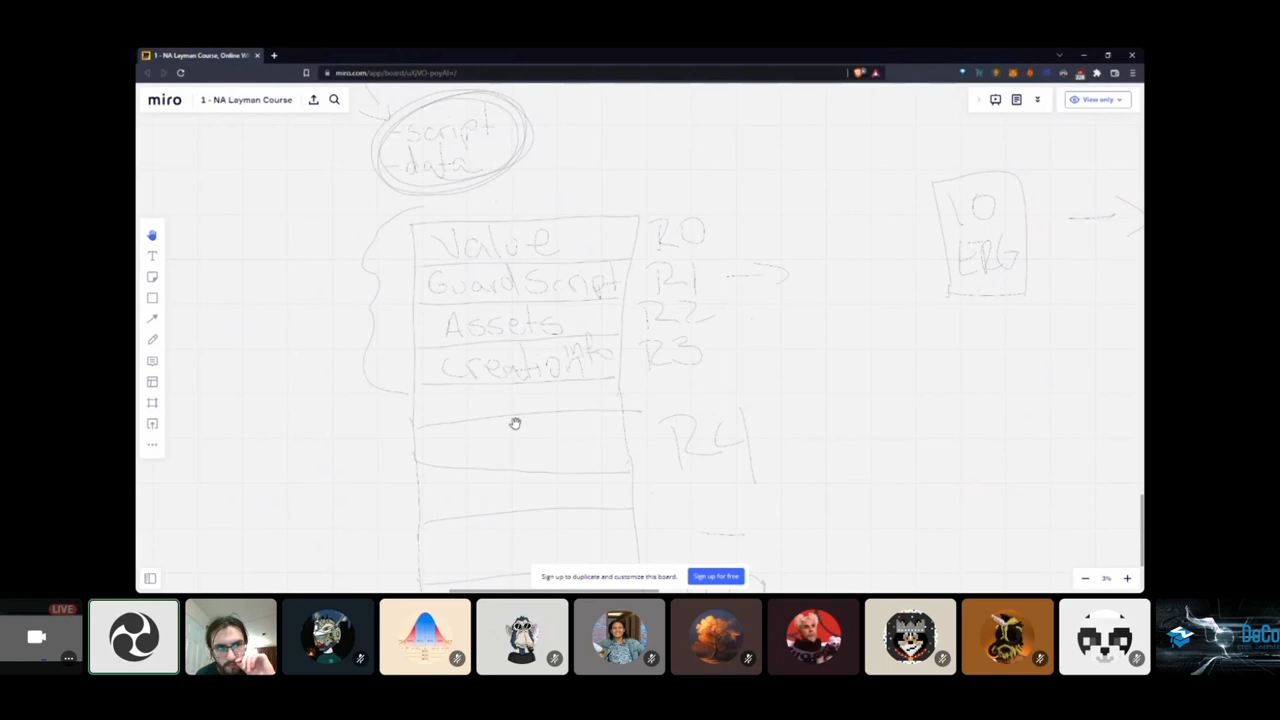 1 - NA Layman Course, Online W
miro.com/app/board/
miro
1 - NA Layman Course
View only
-script
-data
Value R0
GuardScript R1
Assets R2
Creation info R3
R4
10
ERG
Sign up to duplicate and customize this board.
Sign up for free
3%
LIVE
DeCo